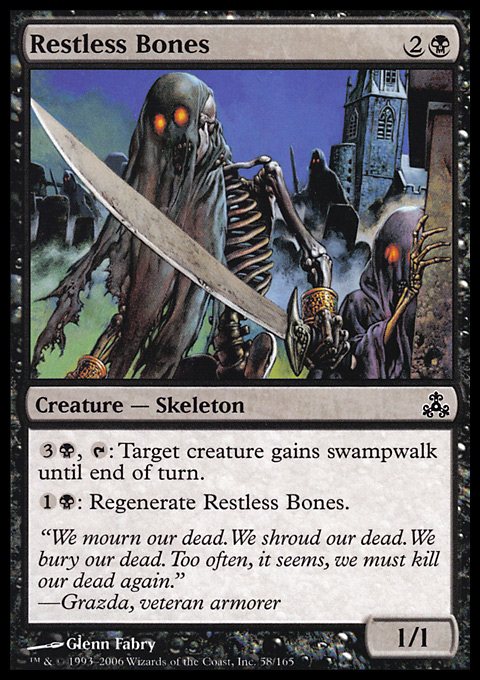 Restless Bones 2
Creature — Skeleton
3, : Target creature gains swampwalk
until end of turn.
1: Regenerate Restless Bones.
“We mourn our dead. We shroud our dead. We
bury our dead. Too often, it seems, we must kill
our dead again.”
—Grazda, veteran armorer
Glenn Fabry
1/1
™ & © 1993–2006 Wizards of the Coast, Inc. 58/165